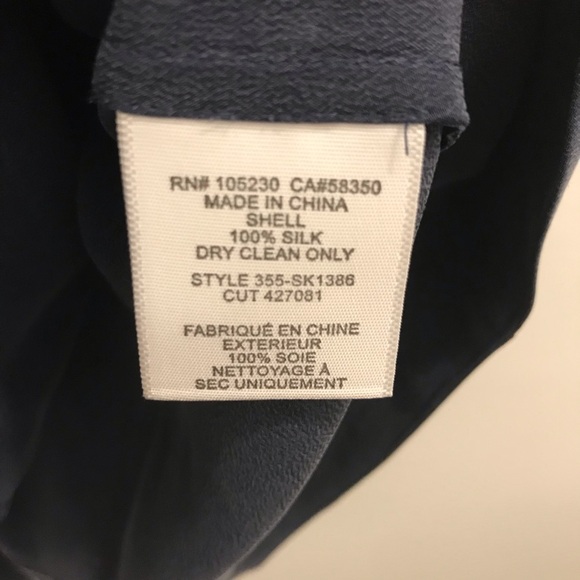 RN# 105230 CA#58350
MADE IN CHINA
SHELL
100% SILK
DRY CLEAN ONLY
STYLE 355-SK1386
CUT 427081
FABRIQUÉ EN CHINE
EXTERIEUR
100% SOIE
NETTOYAGE À
SEC UNIQUEMENT